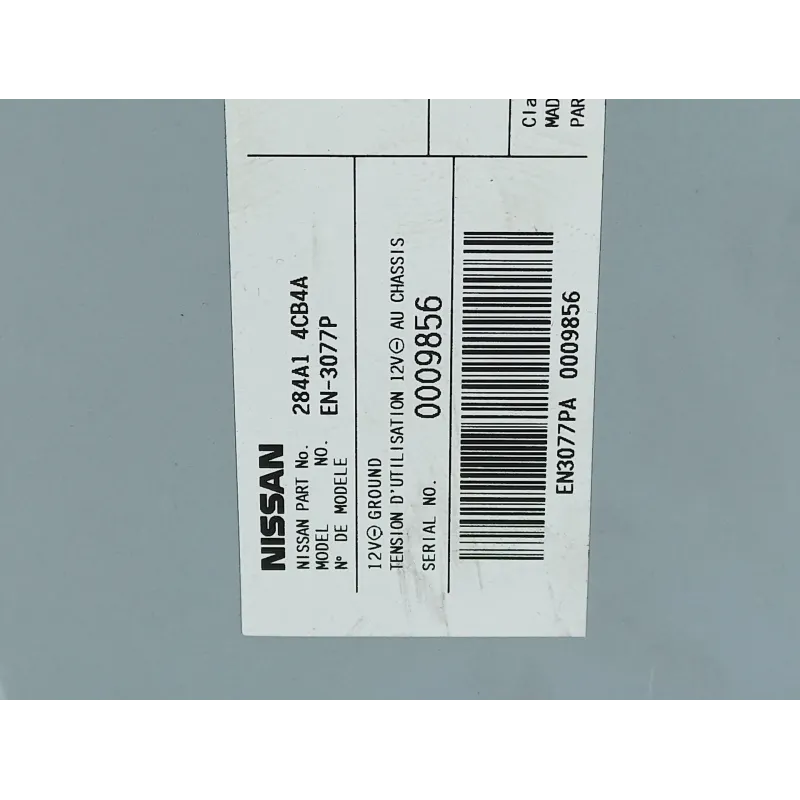 NISSAN
NISSAN PART No. 284A1 4CB4A
MODEL NO. EN-3077P
N° DE MODELE
12V⊖GROUND
TENSION D'UTILISATION 12V⊖ AU CHASSIS
SERIAL NO. 0009856
EN3077PA 0009856
Cla
MAD
PAR